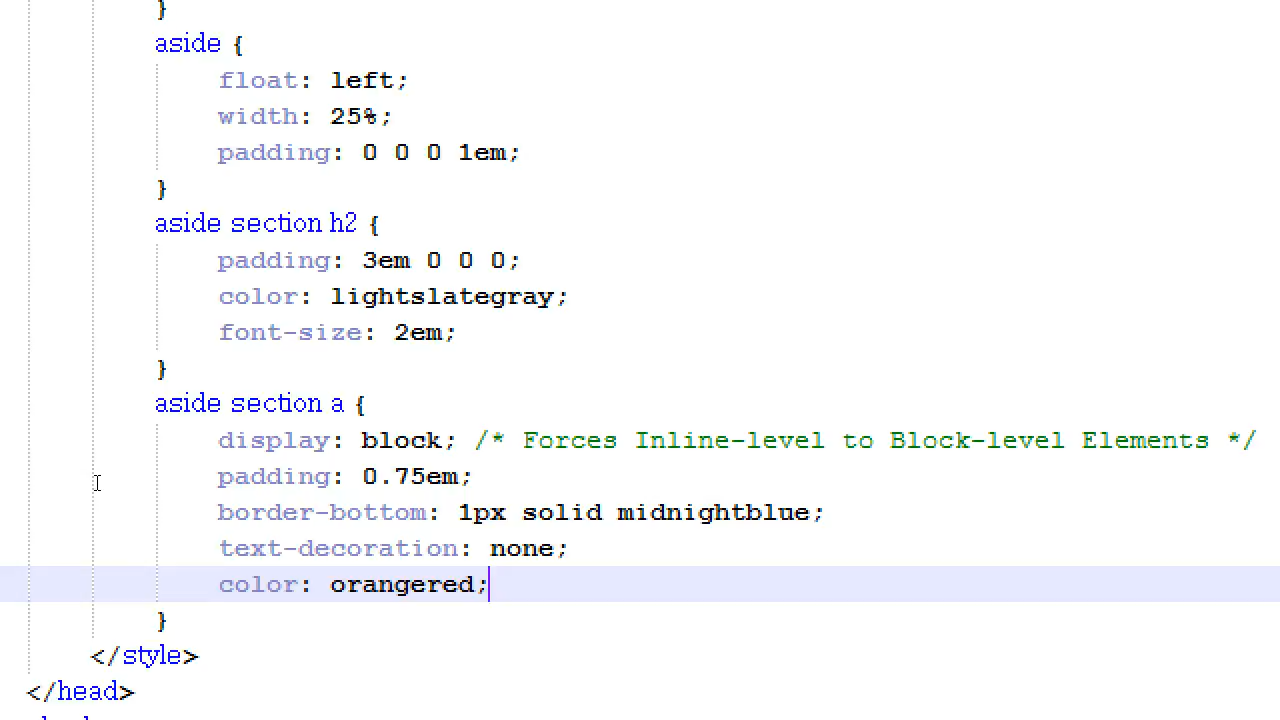 }
aside {
float: left;
width: 25%;
padding: 0 0 0 1em;
}
aside section h2 {
padding: 3em 0 0 0;
color: lightslategray;
font-size: 2em;
}
aside section a {
display: block; /* Forces Inline-level to Block-level Elements */
padding: 0.75em;
border-bottom: 1px solid midnightblue;
text-decoration: none;
color: orangered;
}
</style>
</head>